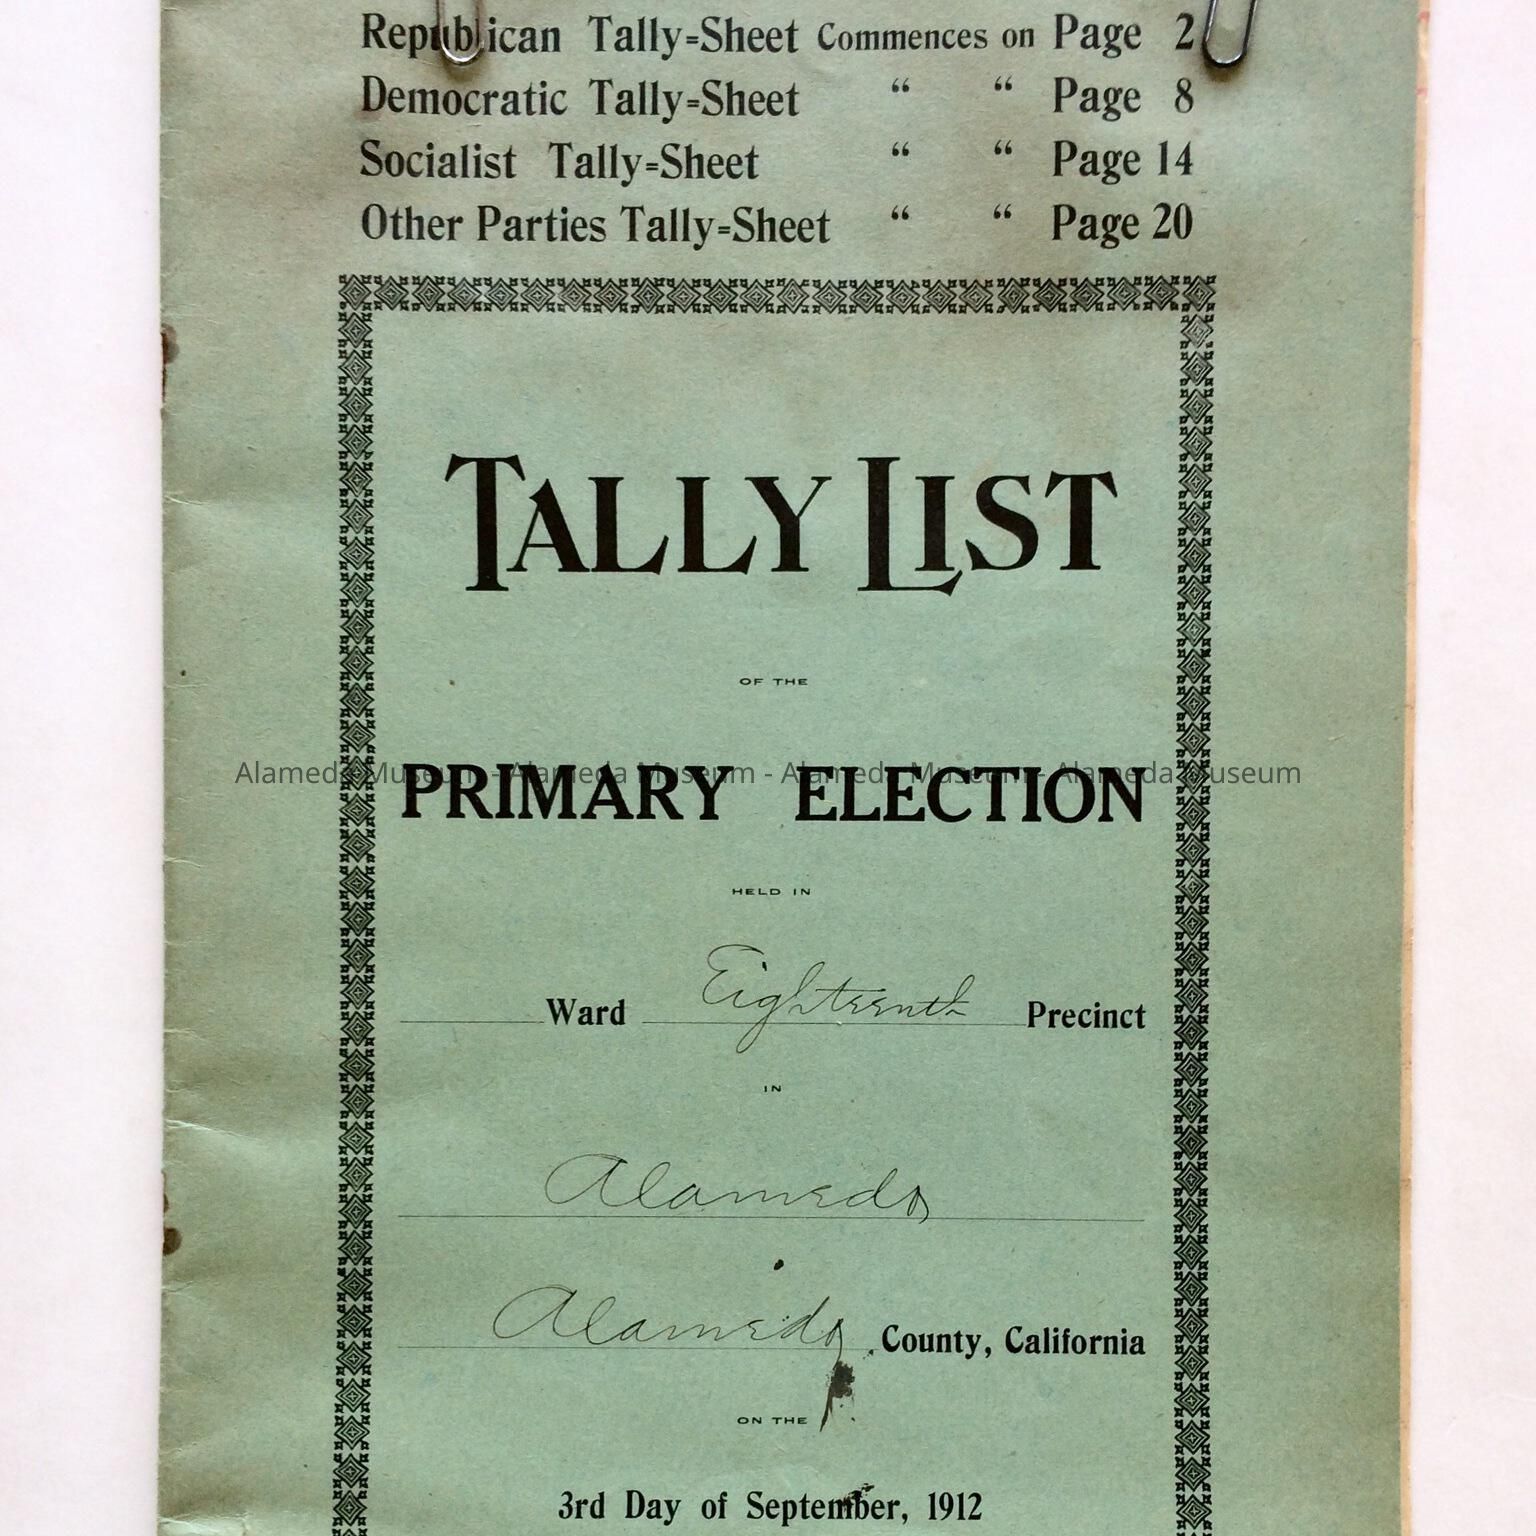 Republican Tally=Sheet Commences on Page 2
Democratic Tally=Sheet “ “ Page 8
Socialist Tally=Sheet “ “ Page 14
Other Parties Tally=Sheet “ “ Page 20
TALLY LIST
OF THE
PRIMARY ELECTION
Alameda Museum - Alameda Museum - Alameda Museum - Alameda Museum
HELD IN
Ward Eighteenth Precinct
IN
Alameda
Alameda County, California
ON THE
3rd Day of September, 1912